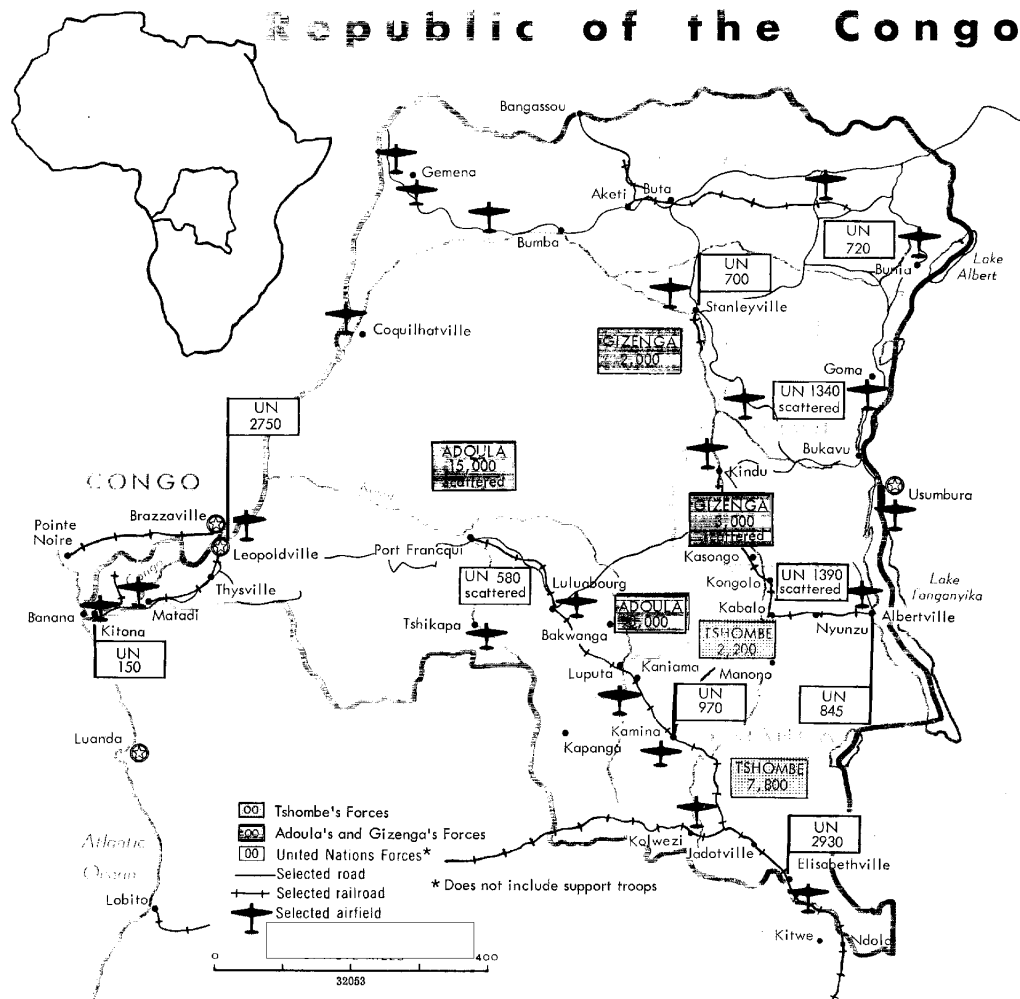 Republic of the Congo
Bangassou
Gemena
Aketi
Buta
Bumba
UN
720
Bunia
Lake
Albert
UN
700
Stanleyville
Coquilhatville
GIZENGA
2,000
Goma
UN 1340
scattered
UN
2750
Bukavu
ADOULA
15,000
scattered
Kindu
CONGO
Usumbura
Brazzaville
GIZENGA
3,000
scattered
Pointe
Noire
Leopoldville
Port Francqui
Kasongo
Thysville
UN 580
scattered
Luluabourg
Kongolo
UN 1390
scattered
Lake
Tanganyika
Banana
Matadi
Kitona
ADOULA
Kabalo
Nyunzu
Albertville
Tshikapa
Bakwanga
TSHOMBE
2,200
UN
150
Luputa
Kaniama
Manono
UN
970
UN
845
Luanda
Kamina
Kapanga
TSHOMBE
7,800
00 Tshombe's Forces
00 Adoula's and Gizenga's Forces
00 United Nations Forces*
Selected road
Selected railroad
Selected airfield
* Does not include support troops
Atlantic
Ocean
Kolwezi
Jadotville
UN
2930
Elisabethville
Lobito
Kitwe
Ndola
0 400
32053